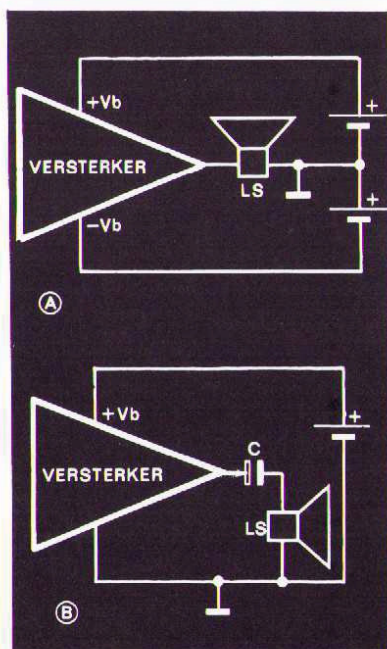 +Vb
+
VERSTERKER
LS
+
-Vb
A
+Vb
+
C
VERSTERKER
LS
B